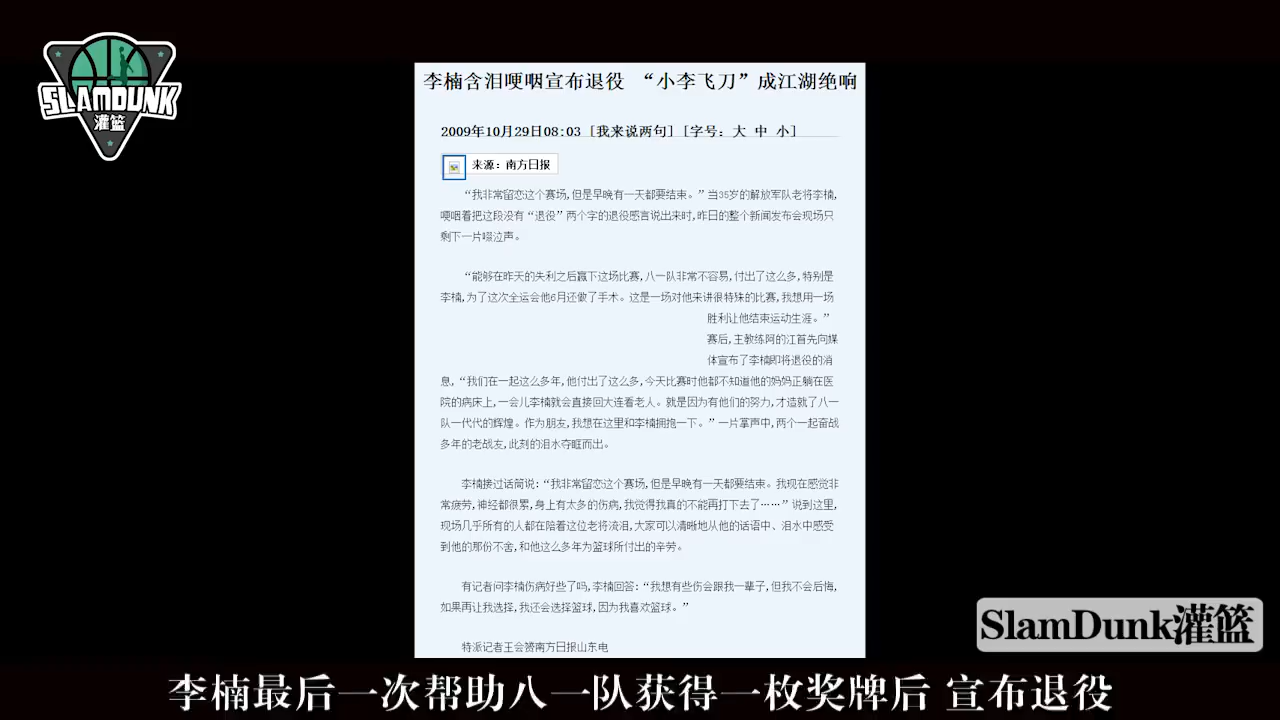 SLAMDUNK
灌篮
李楠含泪哽咽宣布退役 “小李飞刀”成江湖绝响
2009年10月29日08:03 [我来说两句] [字号：大 中 小]
来源：南方日报
“我非常留恋这个赛场,但是早晚有一天都要结束。”当35岁的解放军队老将李楠,
哽咽着把这段没有“退役”两个字的退役感言说出来时,昨日的整个新闻发布会现场只
剩下一片啜泣声。
“能够在昨天的失利之后赢下这场比赛,八一队非常不容易,付出了这么多,特别是
李楠,为了这次全运会他6月还做了手术。这是一场对他来讲很特殊的比赛,我想用一场
胜利让他结束运动生涯。”
赛后,主教练阿的江首先向媒
体宣布了李楠即将退役的消
息,“我们在一起这么多年,他付出了这么多,今天比赛时他都不知道他的妈妈正躺在医
院的病床上,一会儿李楠就会直接回大连看老人。就是因为有他们的努力,才造就了八一
队一代代的辉煌。作为朋友,我想在这里和李楠拥抱一下。”一片掌声中,两个一起奋战
多年的老战友,此刻的泪水夺眶而出。
李楠接过话筒说:“我非常留恋这个赛场,但是早晚有一天都要结束。我现在感觉非
常疲劳,神经都很累,身上有太多的伤病,我觉得我真的不能再打下去了……”说到这里,
现场几乎所有的人都在陪着这位老将流泪,大家可以清晰地从他的话语中、泪水中感受
到他的那份不舍,和他这么多年为篮球所付出的辛劳。
有记者问李楠伤病好些了吗,李楠回答:“我想有些伤会跟我一辈子,但我不会后悔,
如果再让我选择,我还会选择篮球,因为我喜欢篮球。”
特派记者王会赟南方日报山东电
SlamDunk灌篮
李楠最后一次帮助八一队获得一枚奖牌后 宣布退役